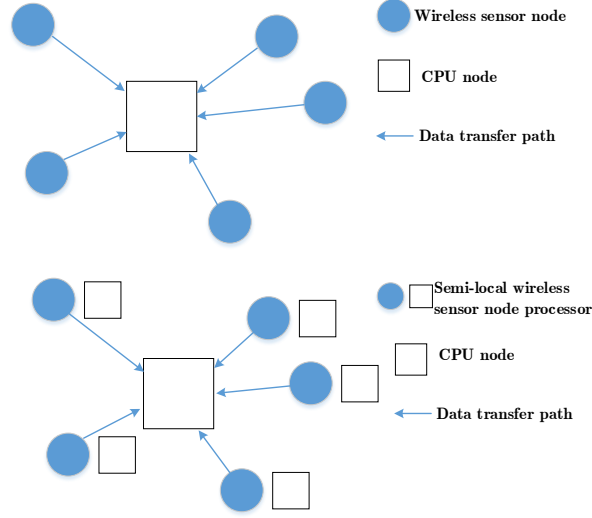 Wireless sensor node
CPU node
Data transfer path
Semi-local wireless
sensor node processor
CPU node
Data transfer path